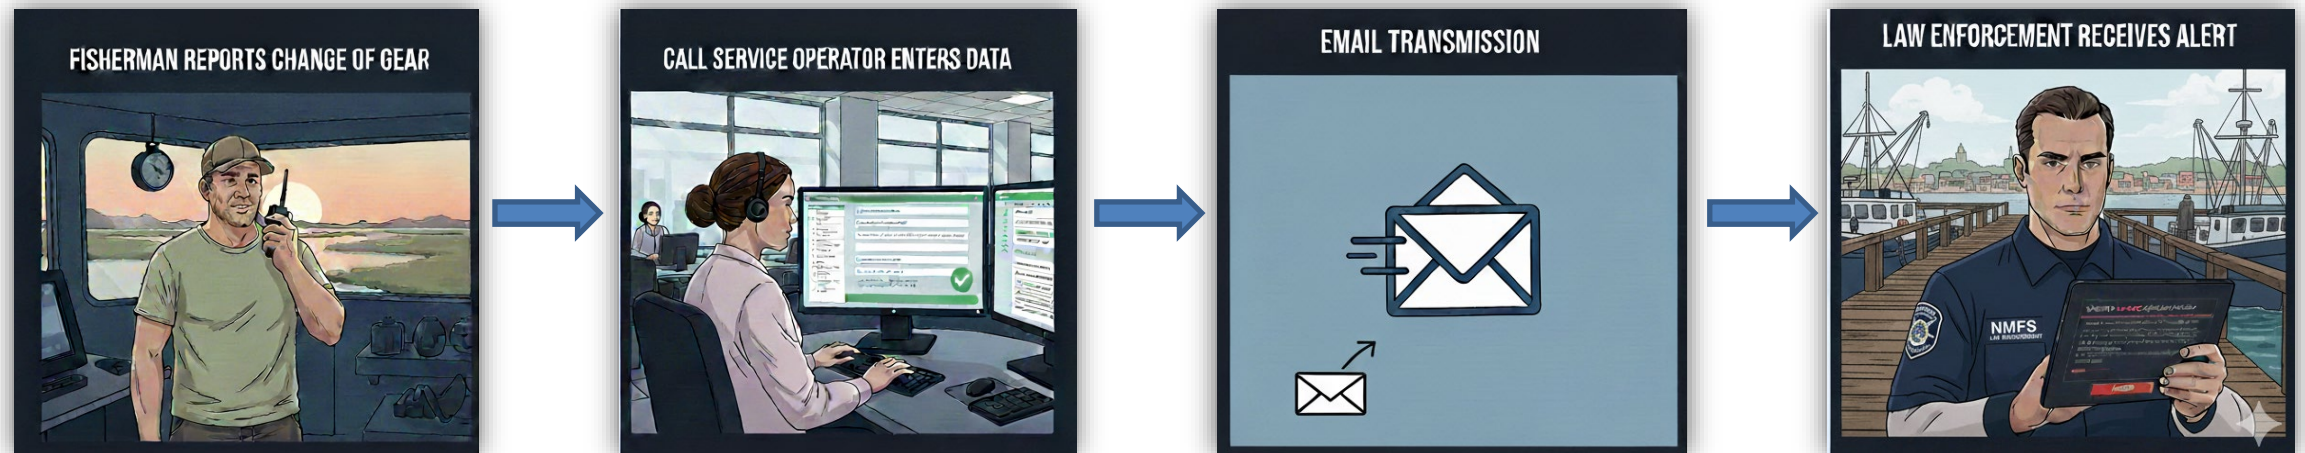 FISHERMAN REPORTS CHANGE OF GEAR
CALL SERVICE OPERATOR ENTERS DATA
EMAIL TRANSMISSION
LAW ENFORCEMENT RECEIVES ALERT
NMFS